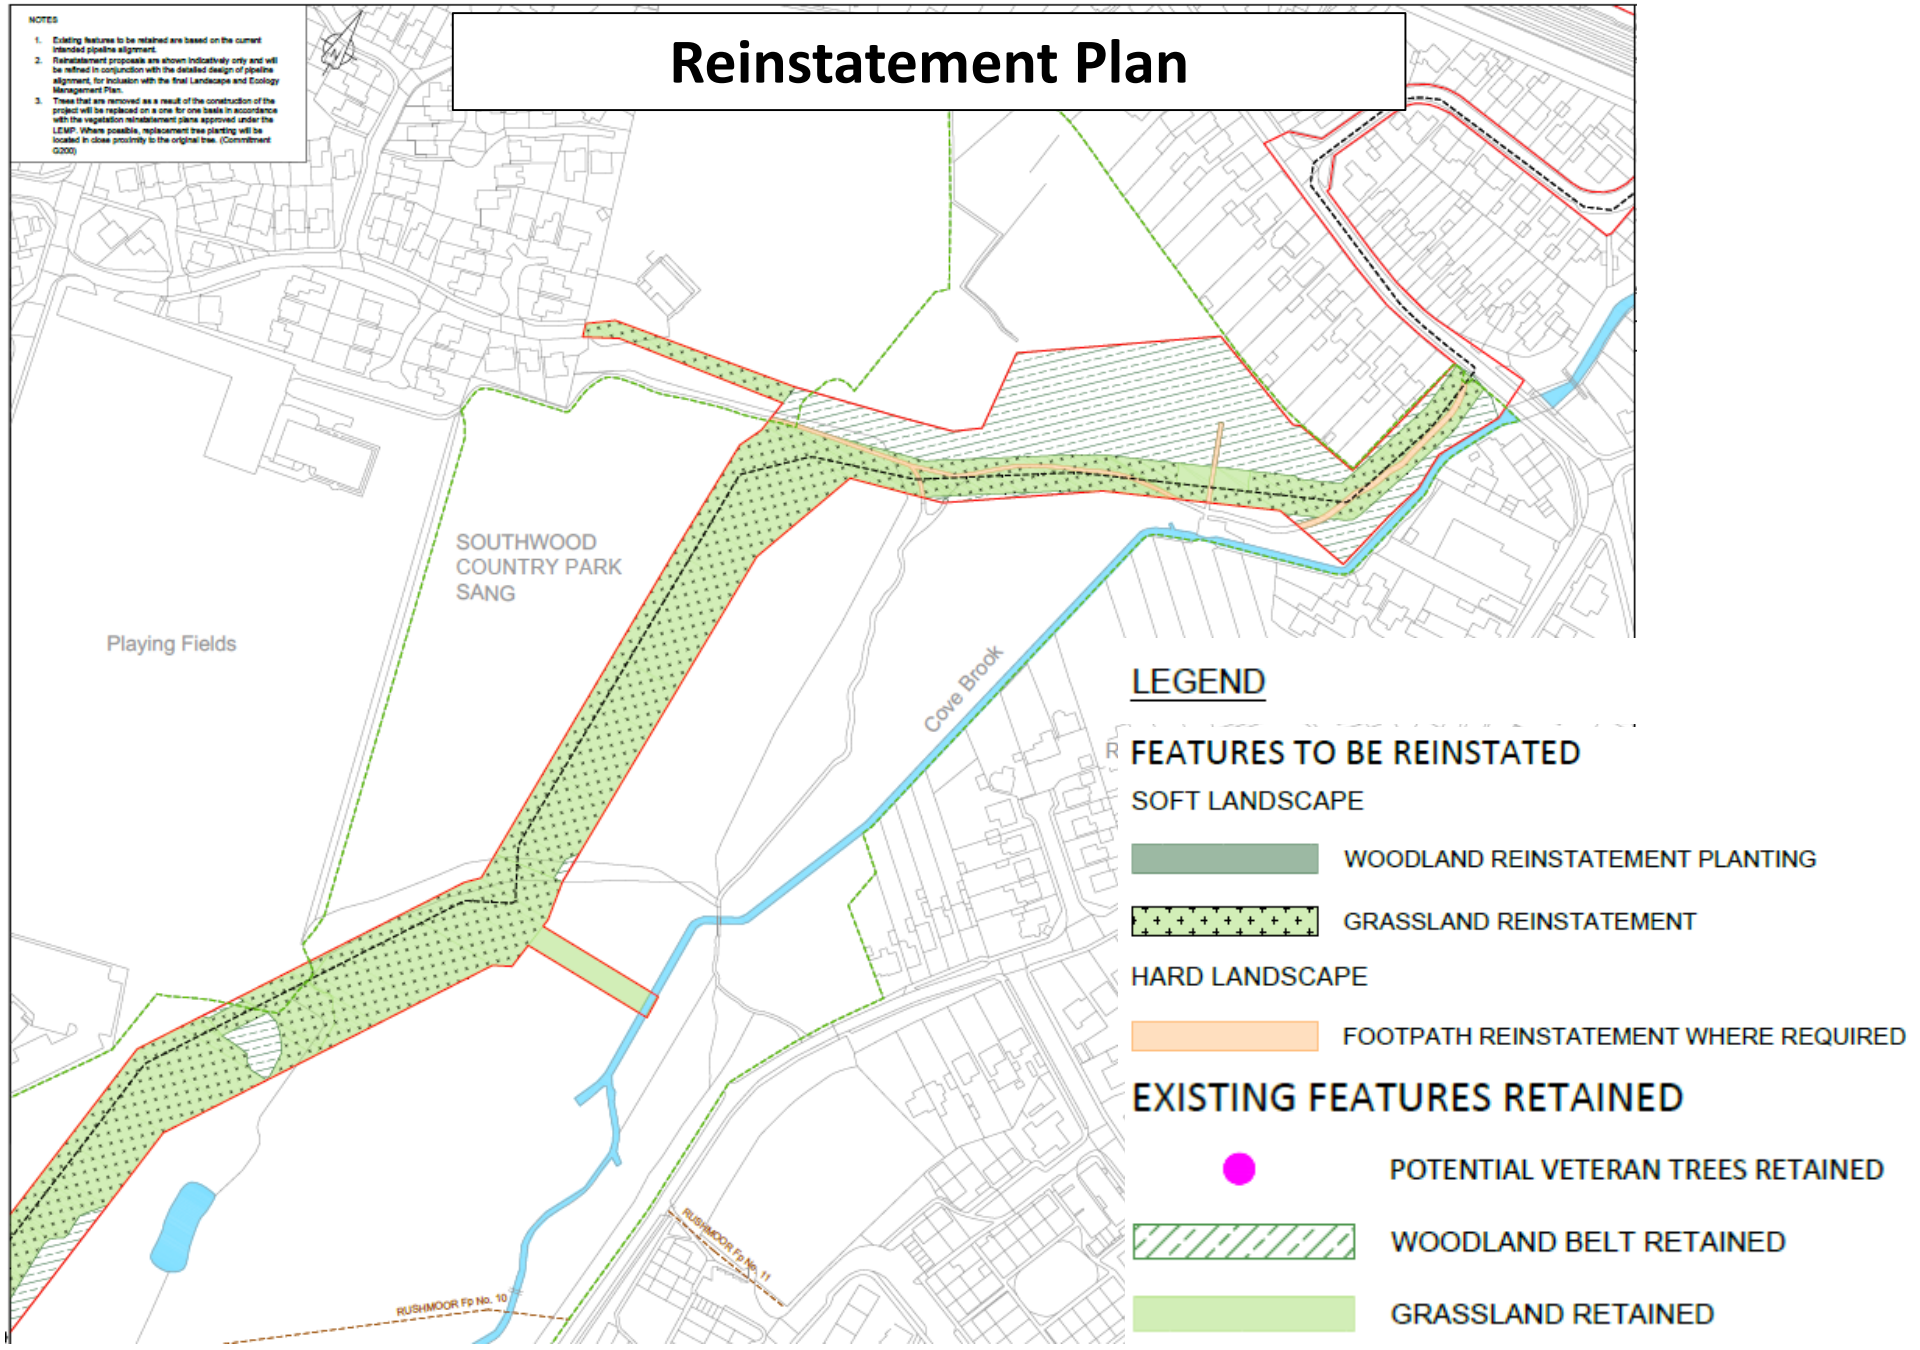 NOTES
1. Existing features to be retained are based on the current
intended pipeline alignment.
2. Reinstatement proposals are shown indicatively only and will
be refined in conjunction with the detailed design of pipeline
alignment, for inclusion with the final Landscape and Ecology
Management Plan.
3. Trees that are removed as a result of the construction of the
project will be replaced on a one for one basis in accordance
with the vegetation reinstatement plans approved under the
LEMP. Where possible, replacement tree planting will be
located in close proximity to the original tree. (Commitment
G200)
N
Reinstatement Plan
SOUTHWOOD
COUNTRY PARK
SANG
Playing Fields
Cove Brook
RUSHMOOR Fp No. 11
RUSHMOOR Fp No. 10
R
LEGEND
FEATURES TO BE REINSTATED
SOFT LANDSCAPE
WOODLAND REINSTATEMENT PLANTING
GRASSLAND REINSTATEMENT
HARD LANDSCAPE
FOOTPATH REINSTATEMENT WHERE REQUIRED
EXISTING FEATURES RETAINED
POTENTIAL VETERAN TREES RETAINED
WOODLAND BELT RETAINED
GRASSLAND RETAINED